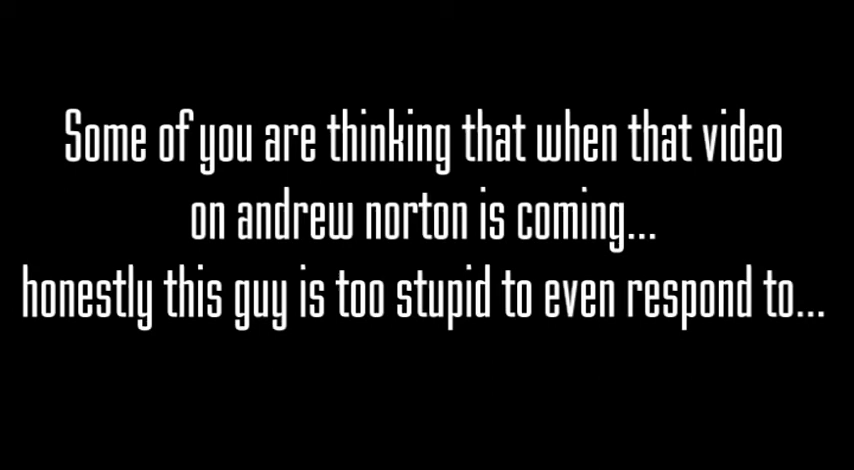 Some of you are thinking that when that video
on andrew norton is coming...
honestly this guy is too stupid to even respond to...